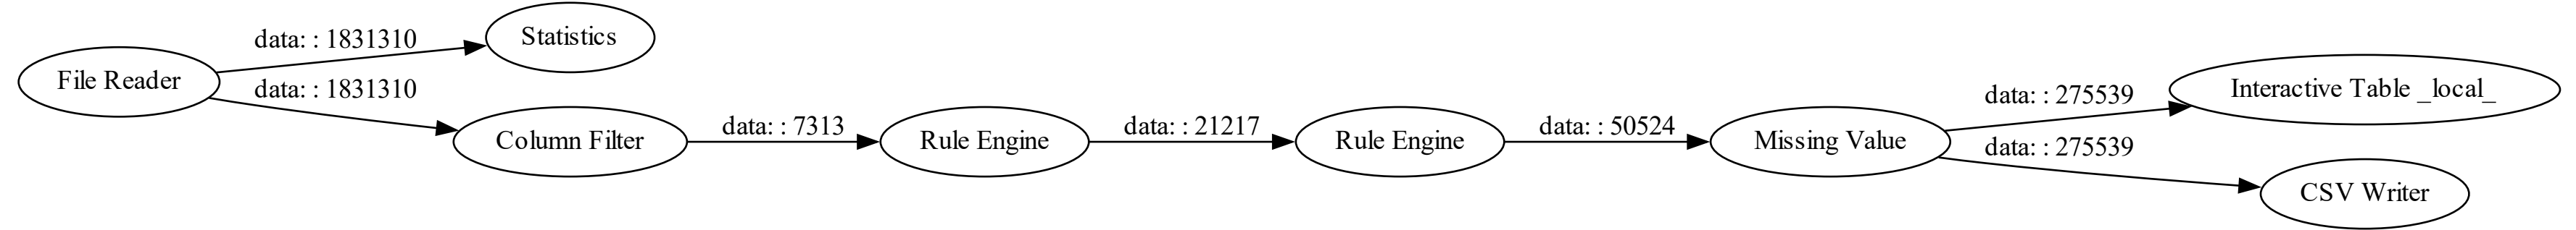 File Reader
data: : 1831310
Statistics
data: : 1831310
Column Filter
data: : 7313
Rule Engine
data: : 21217
Rule Engine
data: : 50524
Missing Value
data: : 275539
Interactive Table _local_
data: : 275539
CSV Writer